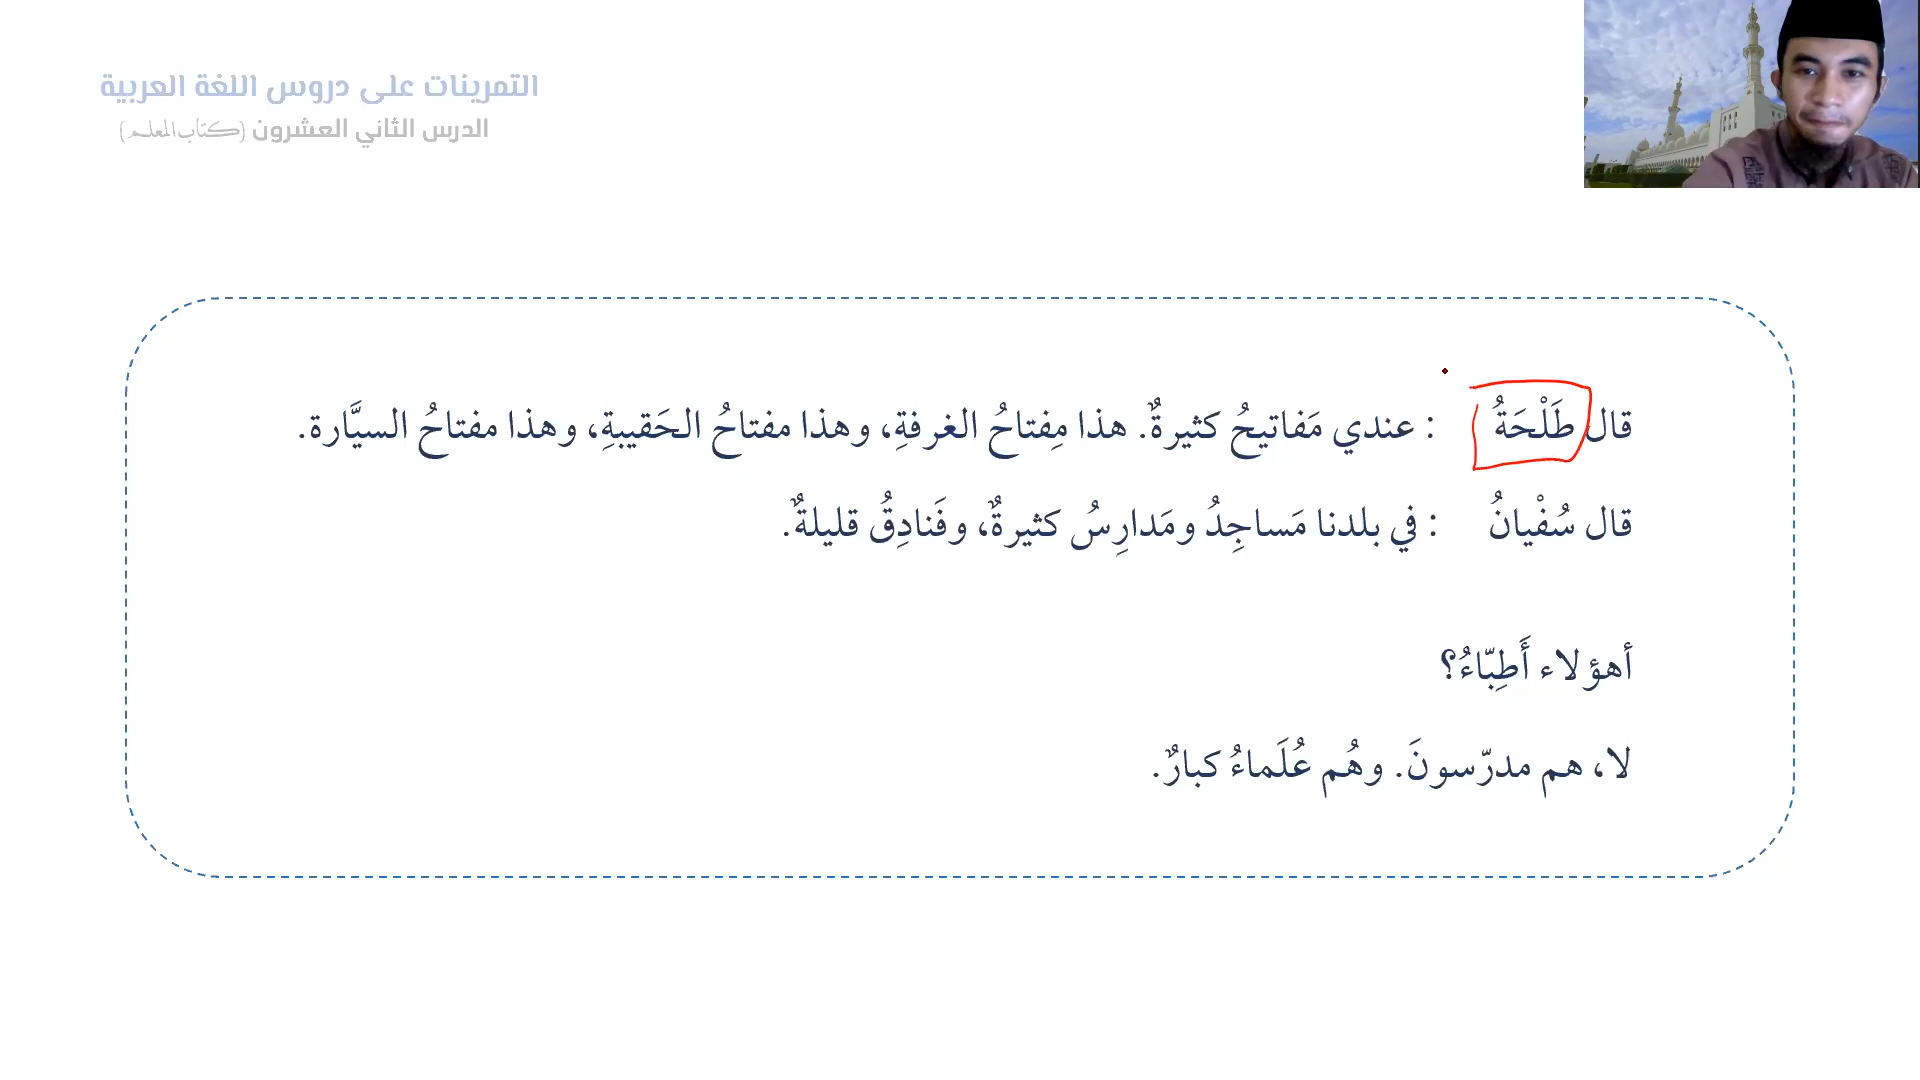 التمرينات على دروس اللغة العربية
الدرس الثاني العشرون (كتاب المعلم)
قال طَلْحَةُ : عندي مَفاتيحُ كثيرةٌ. هذا مِفتاحُ الغرفةِ، وهذا مفتاحُ الحَقيبةِ، وهذا مفتاحُ السيَّارة.
قال سُفْيانُ : في بلدنا مَساجِدُ ومَدارِسُ كثيرةٌ، وفَنادِقُ قليلةٌ.
أهؤلاء أَطِبّاءُ؟
لا، هم مدرّسونَ. وهُم عُلَماءُ كبارٌ.